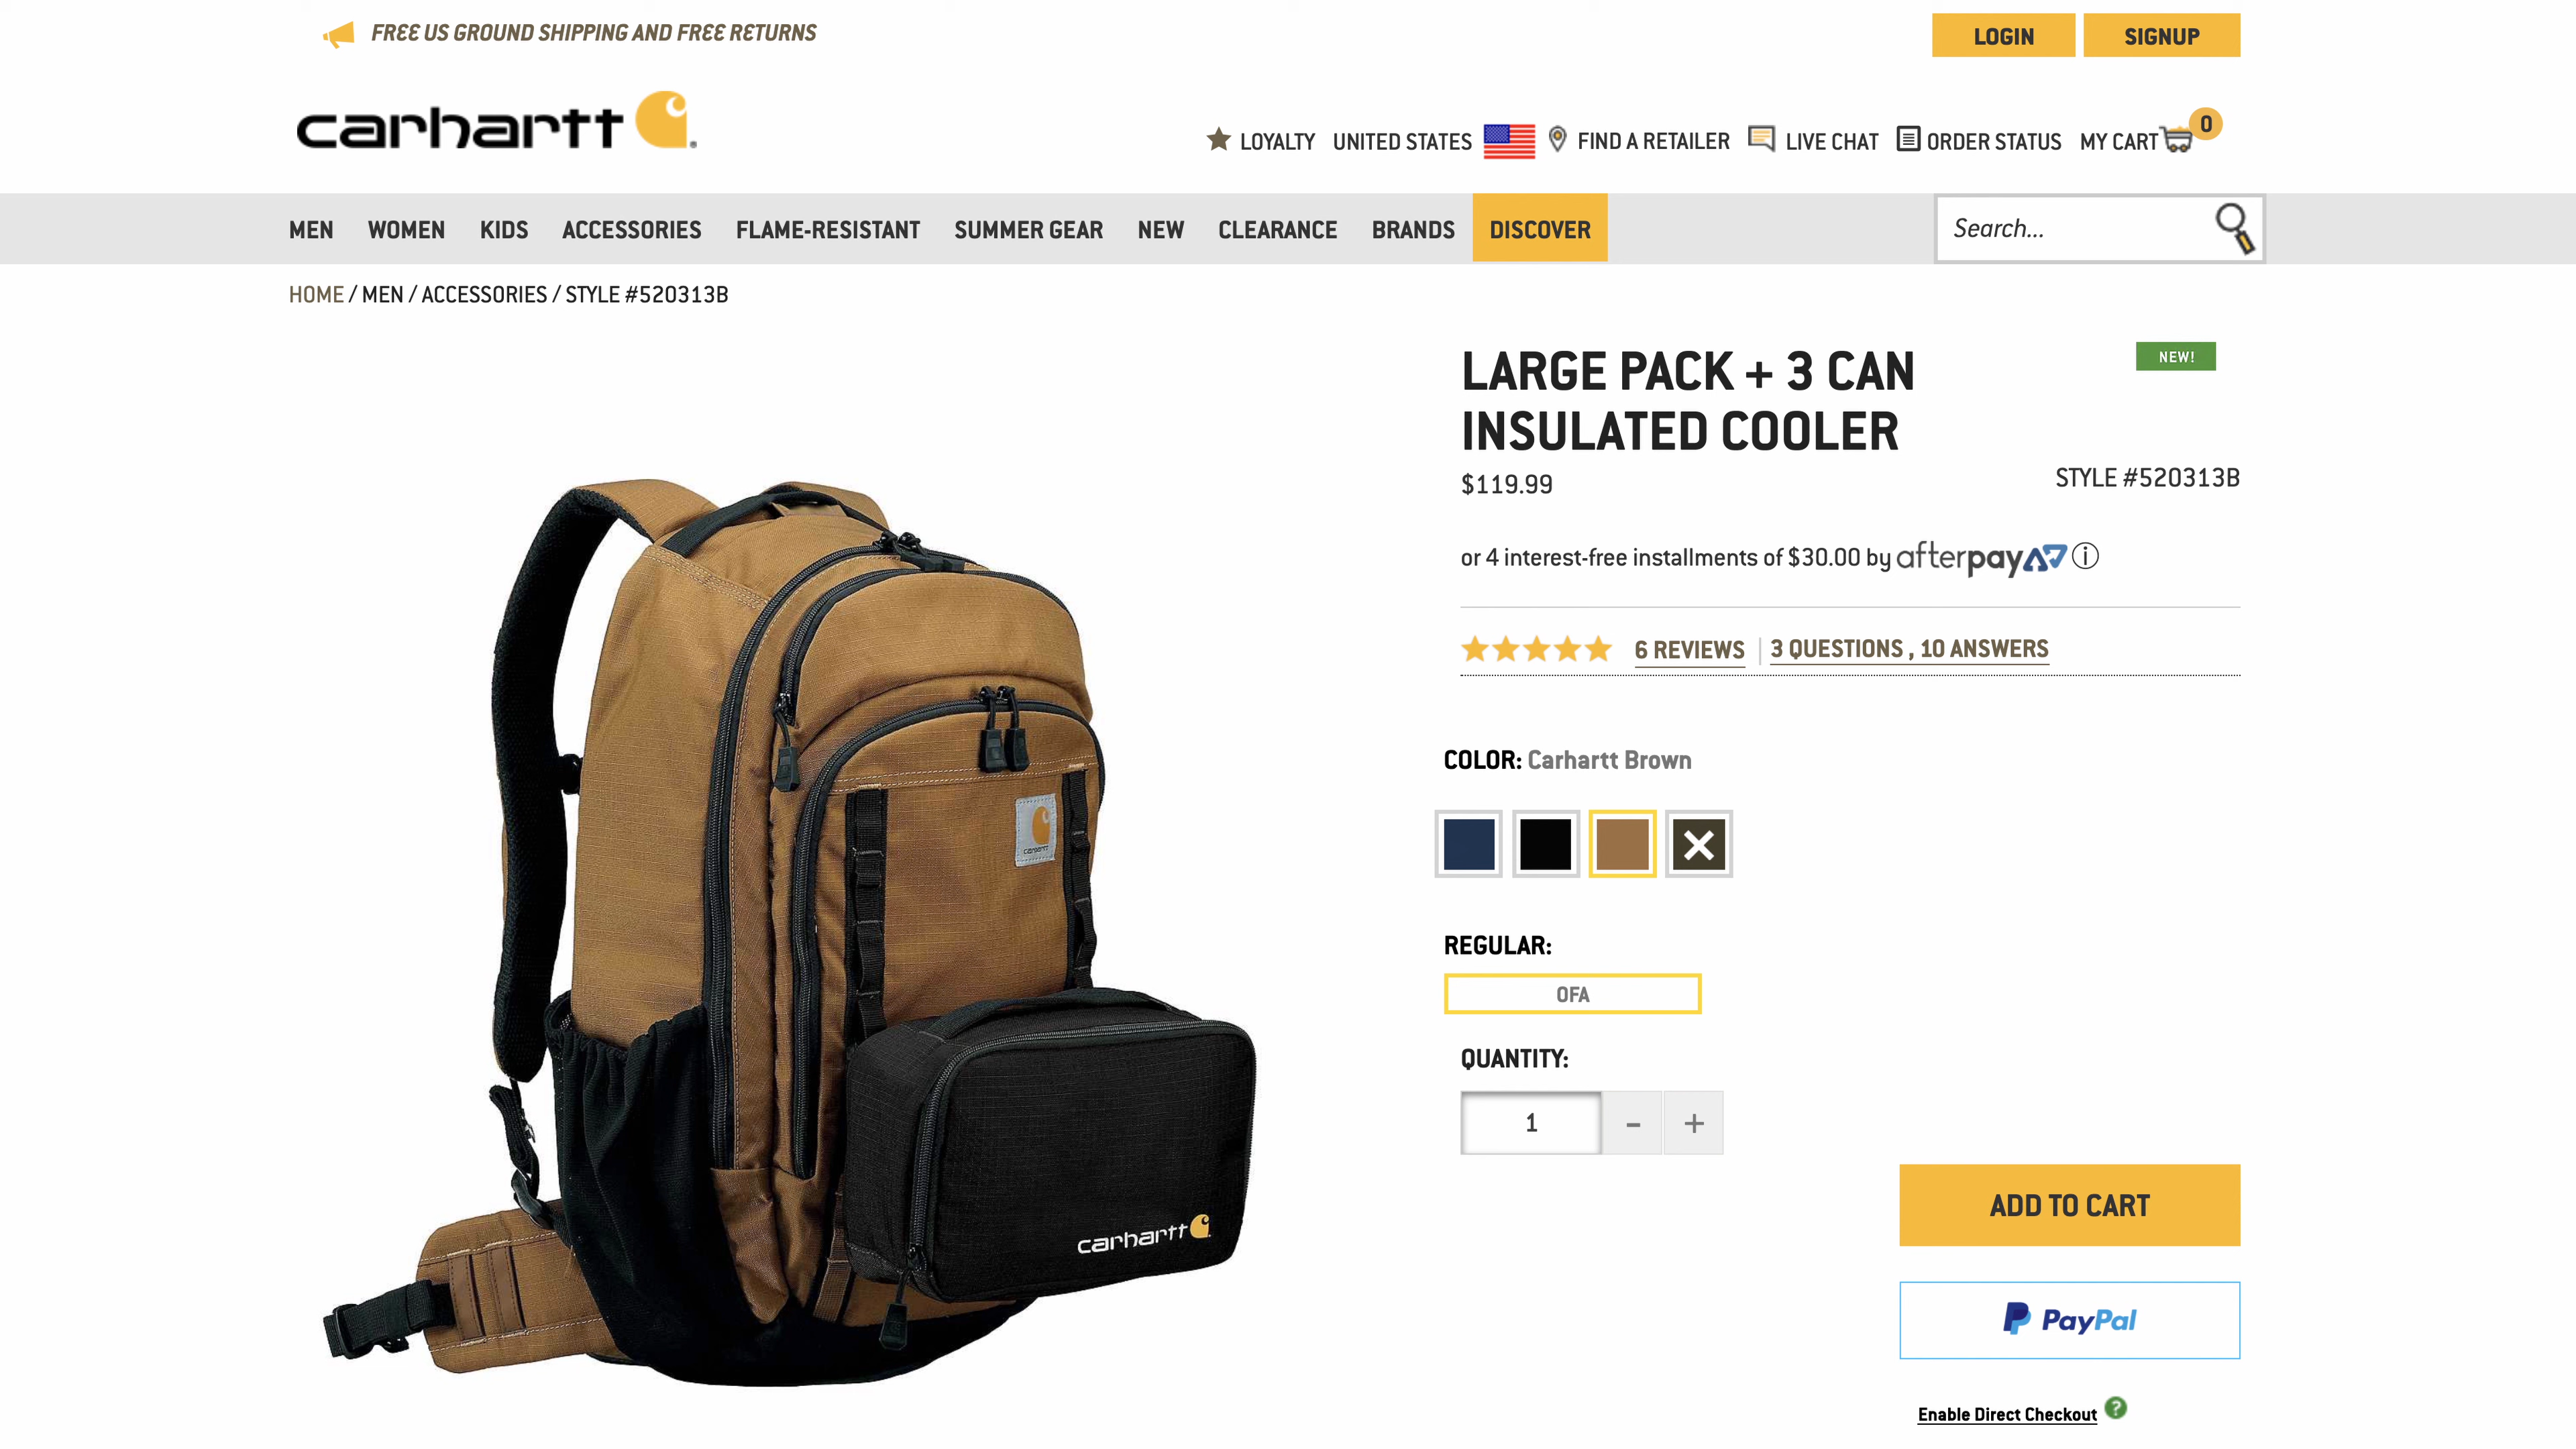 FREE US GROUND SHIPPING AND FREE RETURNS
LOGIN
SIGNUP
carhartt
LOYALTY
UNITED STATES
FIND A RETAILER
LIVE CHAT
ORDER STATUS
MY CART
0
MEN
WOMEN
KIDS
ACCESSORIES
FLAME-RESISTANT
SUMMER GEAR
NEW
CLEARANCE
BRANDS
DISCOVER
Search...
HOME / MEN / ACCESSORIES / STYLE #520313B
LARGE PACK + 3 CAN
INSULATED COOLER
NEW!
$119.99
STYLE #520313B
or 4 interest-free installments of $30.00 by afterpay
6 REVIEWS
3 QUESTIONS , 10 ANSWERS
COLOR: Carhartt Brown
REGULAR:
OFA
QUANTITY:
1
-
+
ADD TO CART
PayPal
Enable Direct Checkout
?
carhartt
carhartt